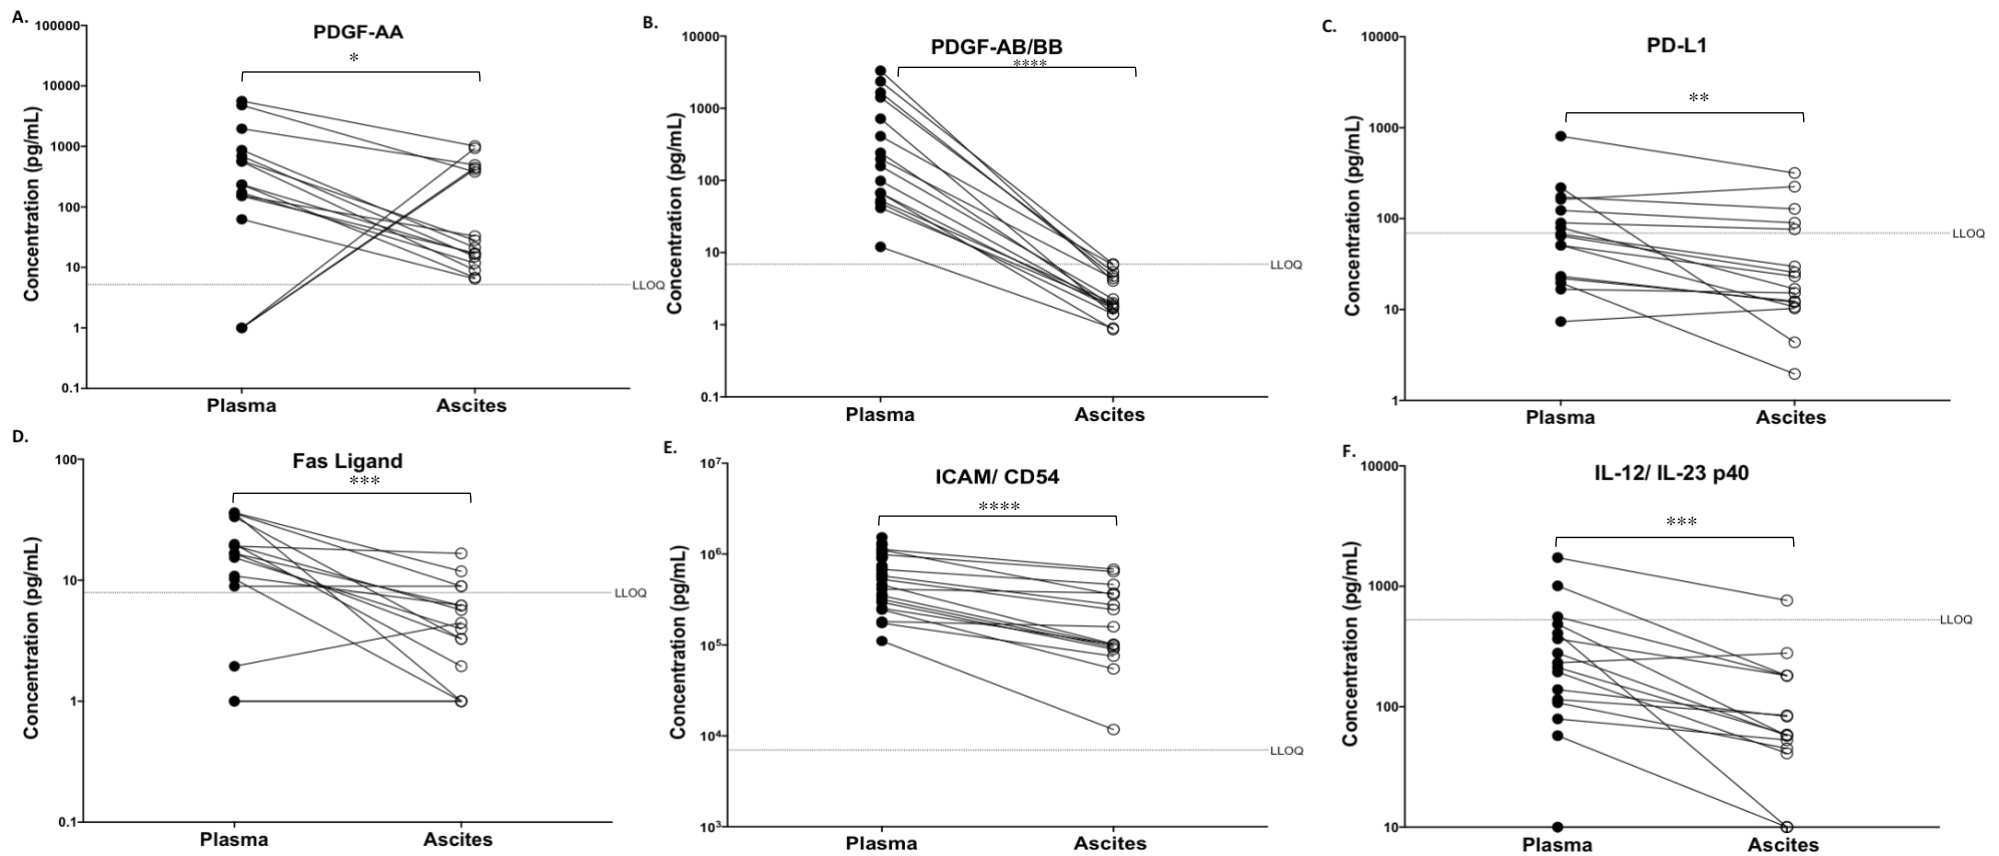 A.
PDGF-AA
*
Concentration (pg/mL)
100000
10000
1000
100
10
1
0.1
LLOQ
Plasma
Ascites
B.
PDGF-AB/BB
****
Concentration (pg/mL)
10000
1000
100
10
1
0.1
LLOQ
Plasma
Ascites
C.
PD-L1
**
Concentration (pg/mL)
10000
1000
100
10
1
LLOQ
Plasma
Ascites
D.
Fas Ligand
***
Concentration (pg/mL)
100
10
1
0.1
LLOQ
Plasma
Ascites
E.
ICAM/ CD54
****
Concentration (pg/mL)
10⁷
10⁶
10⁵
10⁴
10³
LLOQ
Plasma
Ascites
F.
IL-12/ IL-23 p40
***
Concentration (pg/mL)
10000
1000
100
10
LLOQ
Plasma
Ascites